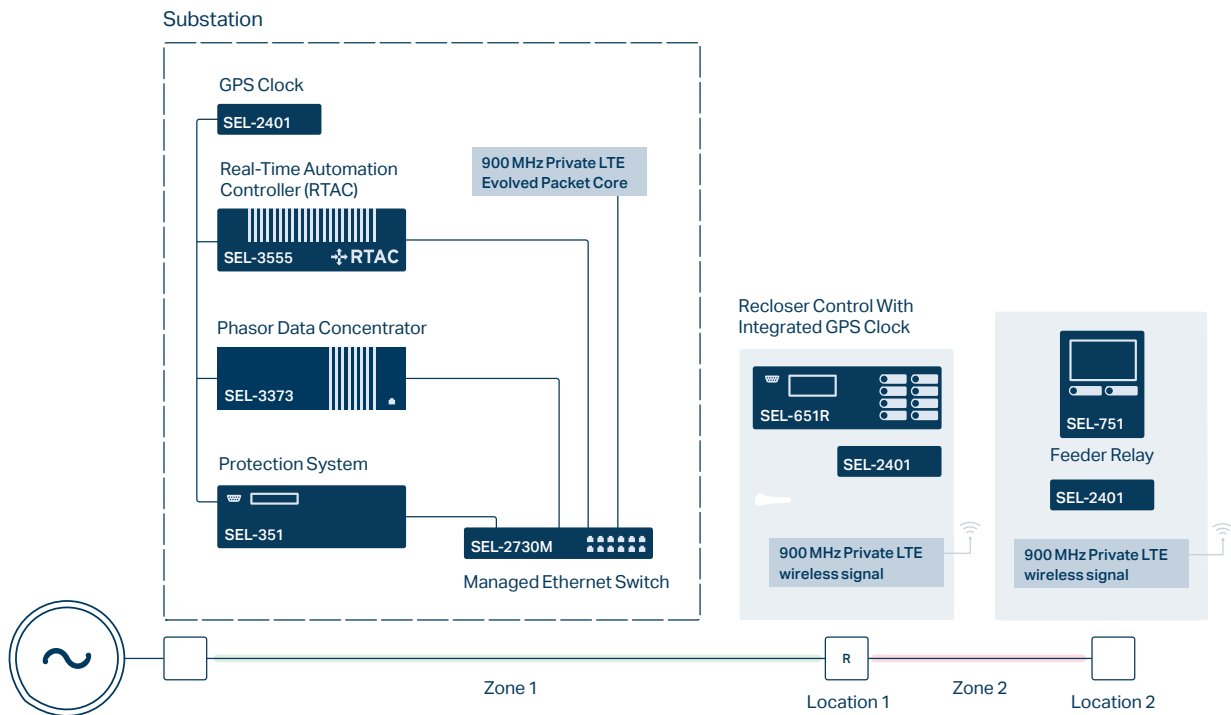 Substation
GPS Clock
SEL-2401
Real-Time Automation
Controller (RTAC)
SEL-3555
RTAC
900 MHz Private LTE
Evolved Packet Core
Phasor Data Concentrator
SEL-3373
Protection System
SEL-351
SEL-2730M
Managed Ethernet Switch
Recloser Control With
Integrated GPS Clock
SEL-651R
SEL-2401
900 MHz Private LTE
wireless signal
SEL-751
Feeder Relay
SEL-2401
900 MHz Private LTE
wireless signal
Zone 1
R
Location 1
Zone 2
Location 2